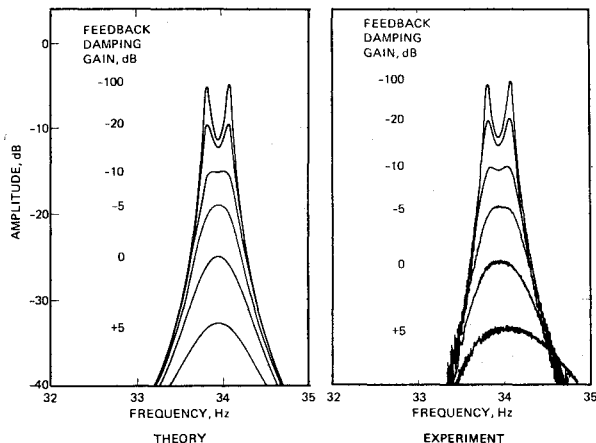 FEEDBACK
DAMPING
GAIN, dB
-100
-20
-10
-5
0
+5
0
-10
-20
-30
-40
AMPLITUDE, dB
32
33
34
35
FREQUENCY, Hz
THEORY
FEEDBACK
DAMPING
GAIN, dB
-100
-20
-10
-5
0
+5
32
33
34
35
FREQUENCY, Hz
EXPERIMENT